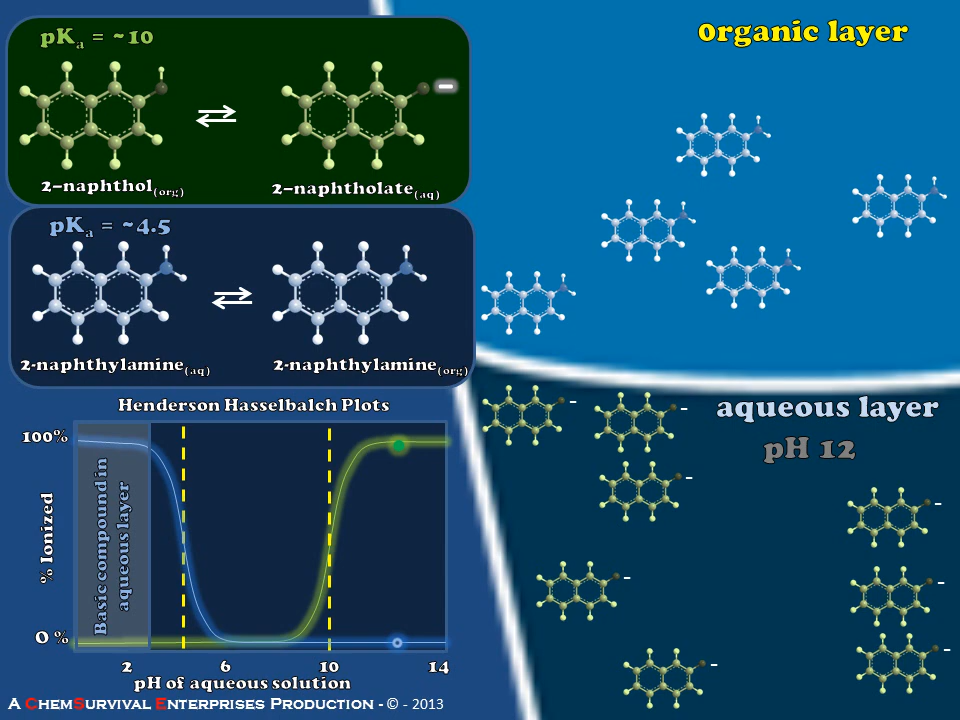 pKa = ~10
2-naphthol(org)
2-naphtholate(aq)
pKa = ~4.5
2-naphthylamine(aq)
2-naphthylamine(org)
Henderson Hasselbalch Plots
100%
% Ionized
0 %
Basic compound in
aqueous layer
2 6 10 14
pH of aqueous solution
A ChemSurvival Enterprises Production - © - 2013
0rganic layer
aqueous layer
pH 12